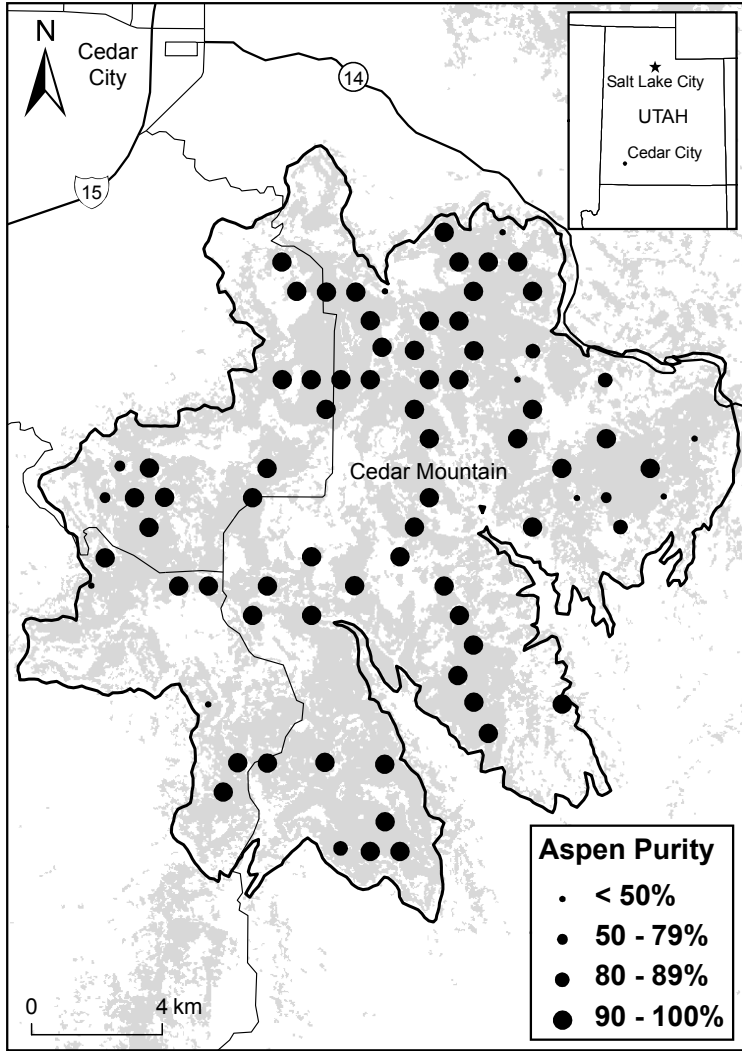 N
Cedar
City
14
15
Salt Lake City
UTAH
Cedar City
Cedar Mountain
Aspen Purity
< 50%
50 - 79%
80 - 89%
90 - 100%
0
4 km